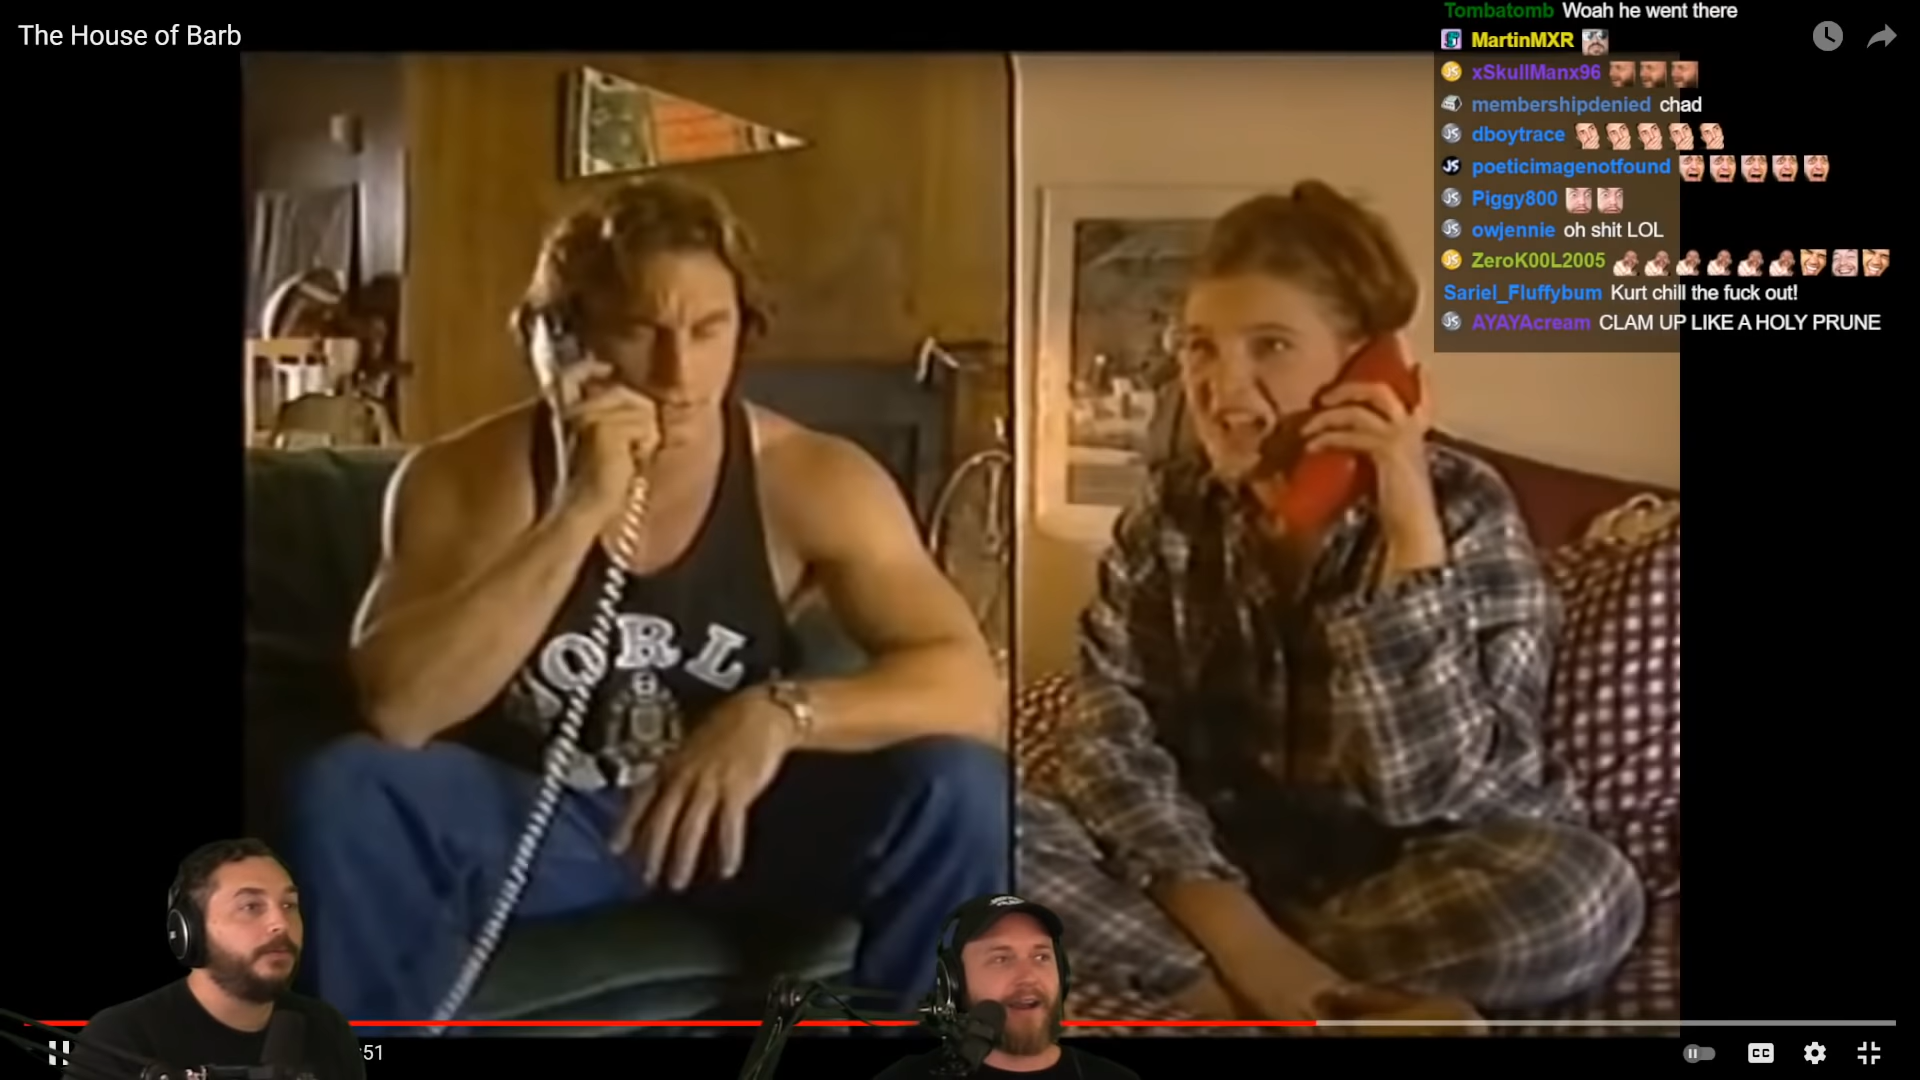 The House of Barb
Tombatomb Woah he went there
MartinMXR
xSkullManx96
membershipdenied chad
dboytrace
poeticimagenotfound
Piggy800
owjennie oh shit LOL
ZeroK00L2005
Sariel_Fluffybum Kurt chill the fuck out!
AYAYAcream CLAM UP LIKE A HOLY PRUNE
ORL
:51
CC